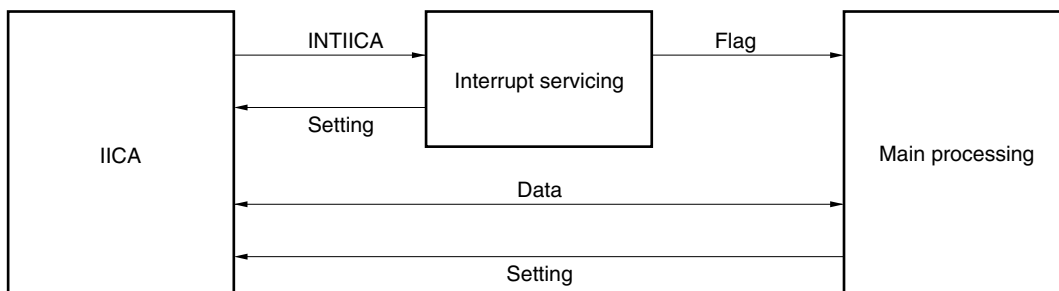 INTIICA
Flag
Interrupt servicing
Setting
IICA
Main processing
Data
Setting